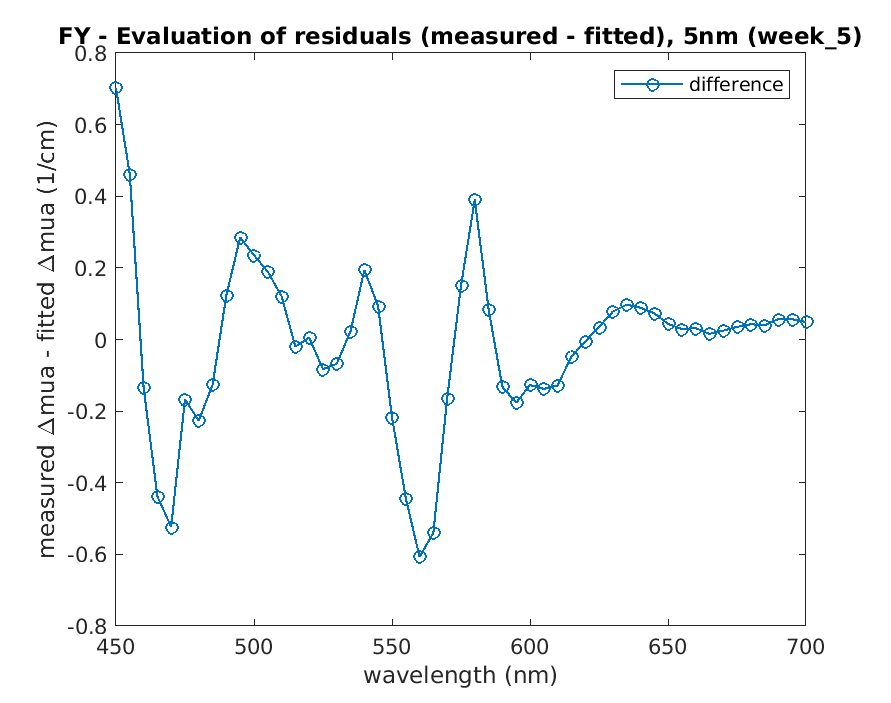 FY - Evaluation of residuals (measured - fitted), 5nm (week_5)
0.8
0.6
0.4
0.2
0
-0.2
-0.4
-0.6
-0.8
measured Δmua - fitted Δmua (1/cm)
difference
450 500 550 600 650 700
wavelength (nm)